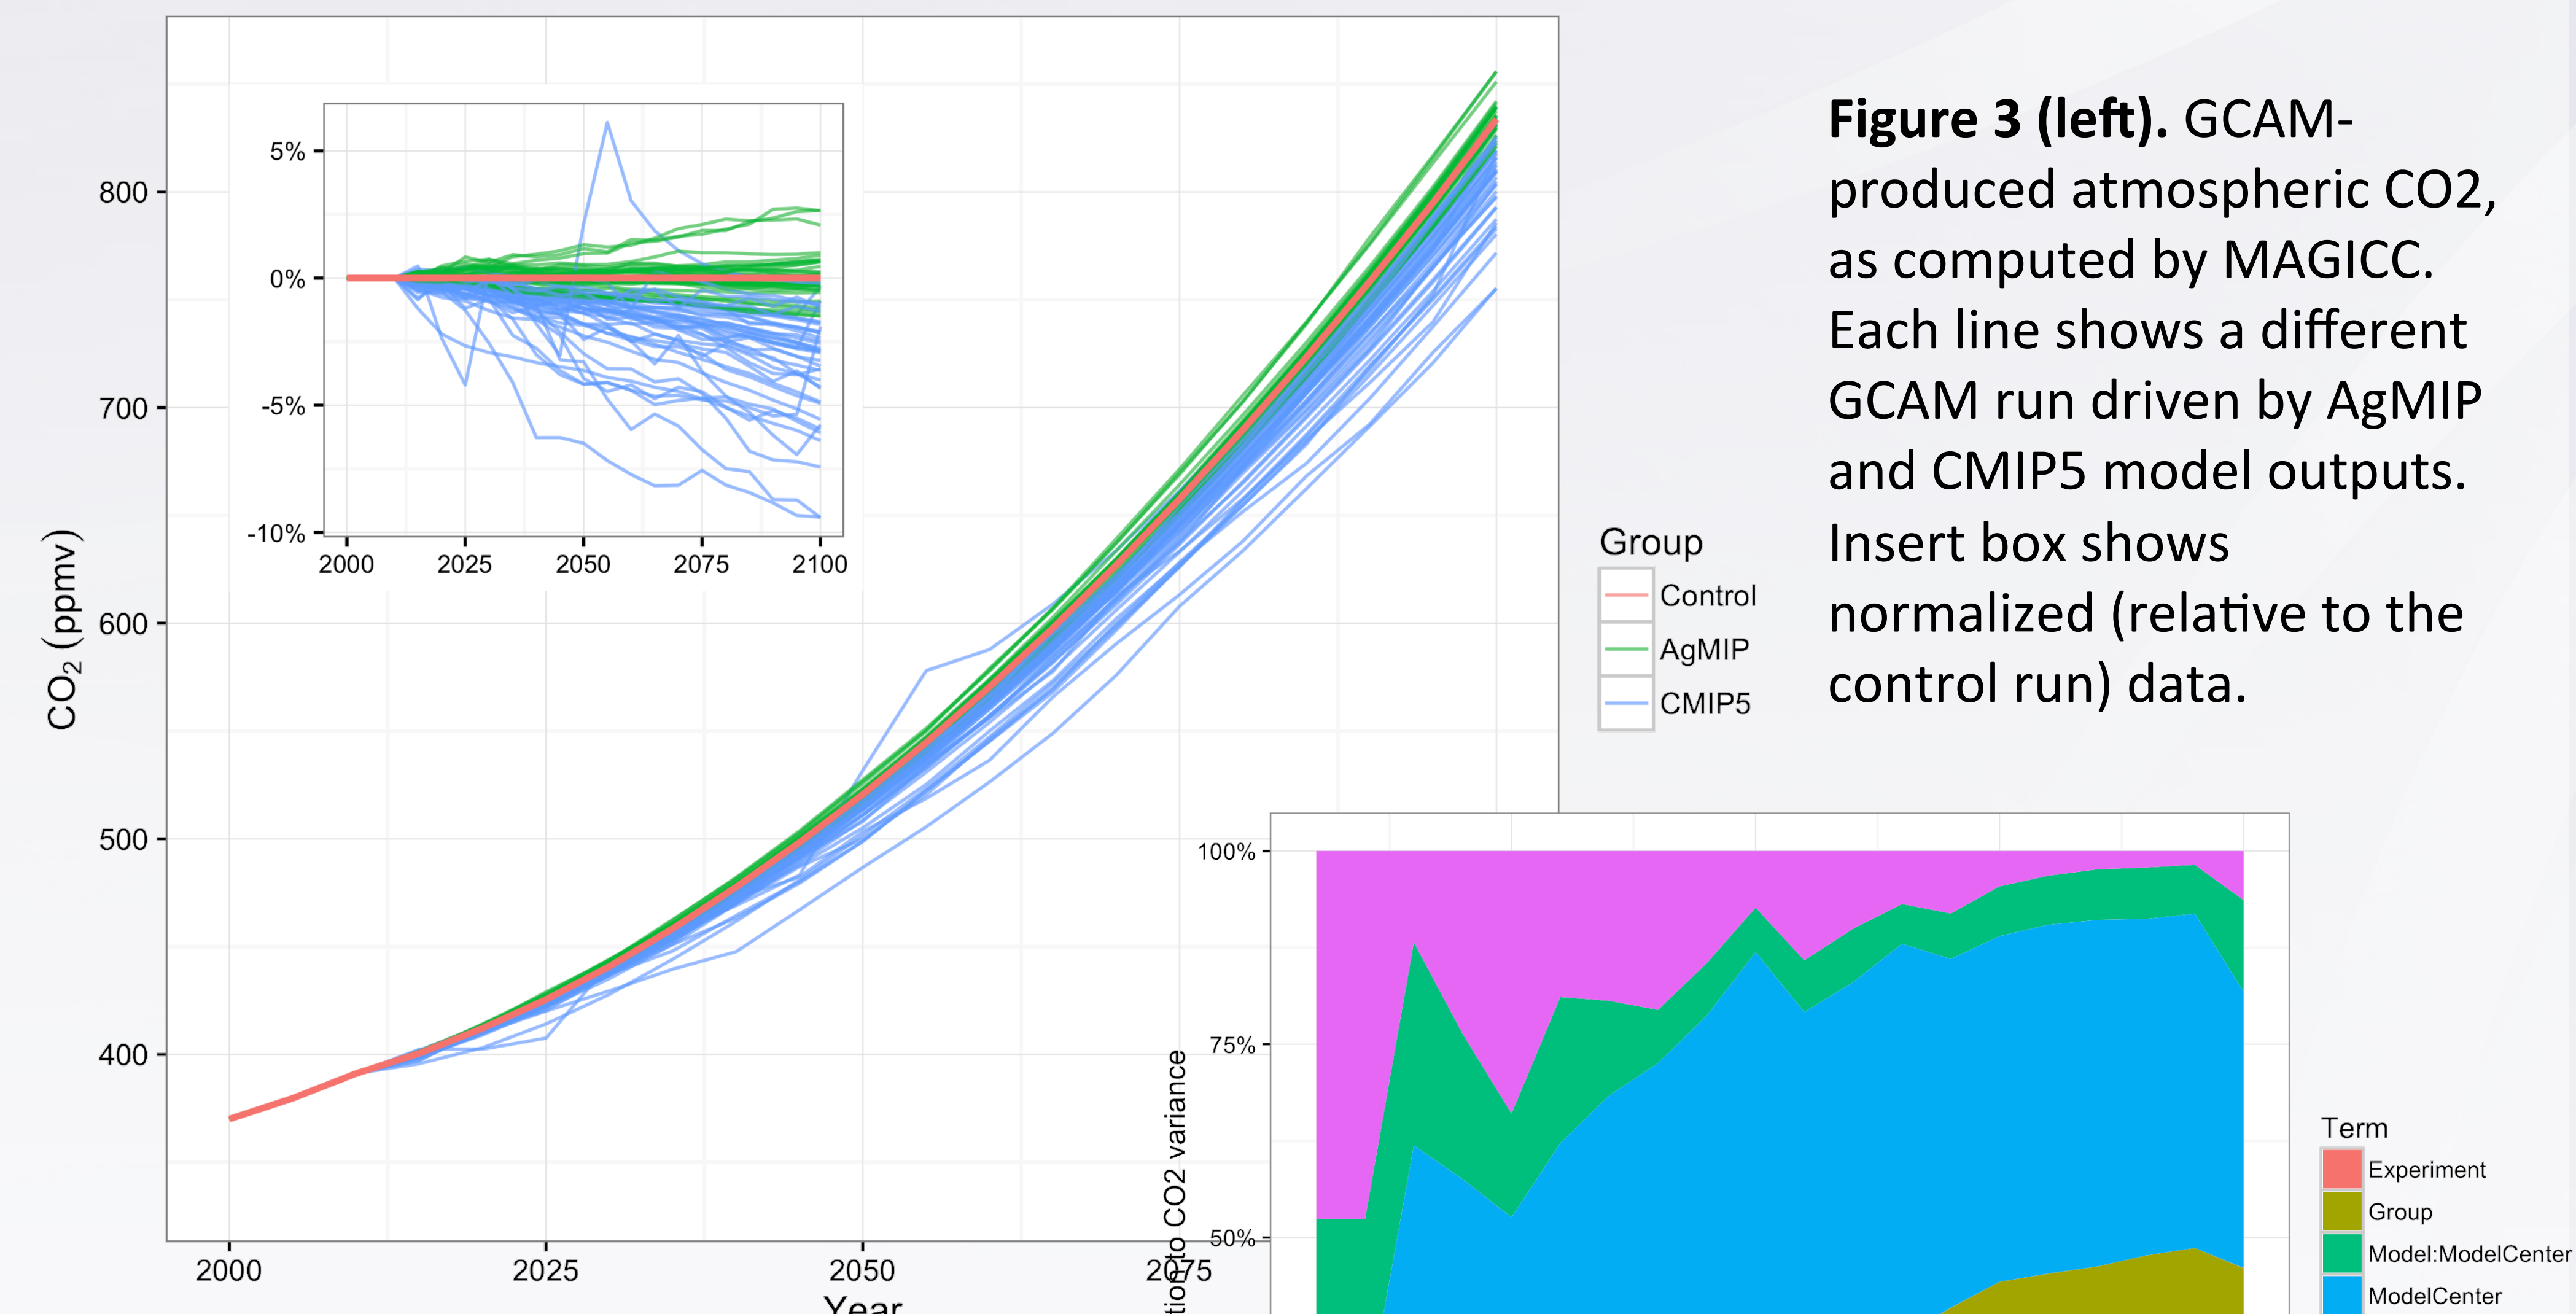 800
700
600
500
400
CO₂ (ppmv)
5%
0%
-5%
-10%
2000 2025 2050 2075 2100
2000 2025 2050 2075
Year
Group
Control
AgMIP
CMIP5
Figure 3 (left). GCAM-
produced atmospheric CO2,
as computed by MAGICC.
Each line shows a different
GCAM run driven by AgMIP
and CMIP5 model outputs.
Insert box shows
normalized (relative to the
control run) data.
100%
75%
50%
to CO2 variance
Term
Experiment
Group
Model:ModelCenter
ModelCenter